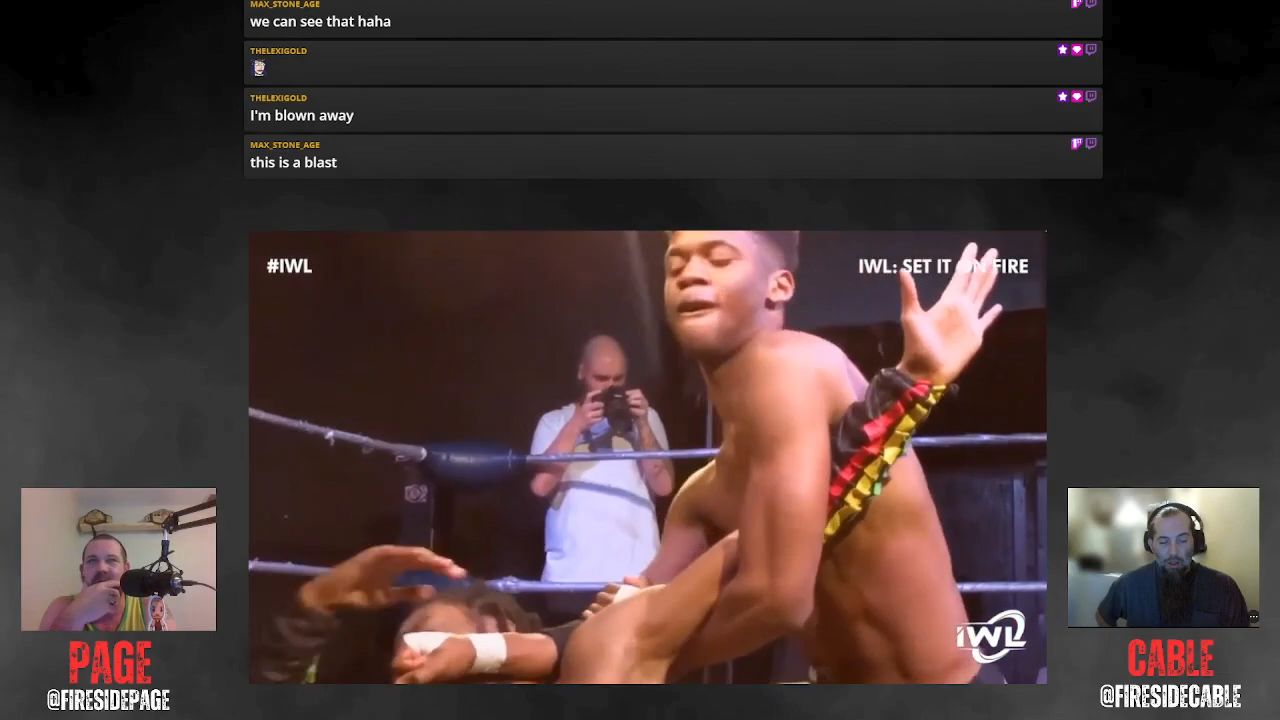 MAX_STONE_AGE
we can see that haha
THELEXIGOLD
THELEXIGOLD
I'm blown away
MAX_STONE_AGE
this is a blast
#IWL
IWL: SET IT ON FIRE
IWL
PAGE
@FIRESIDEPAGE
CABLE
@FIRESIDECABLE